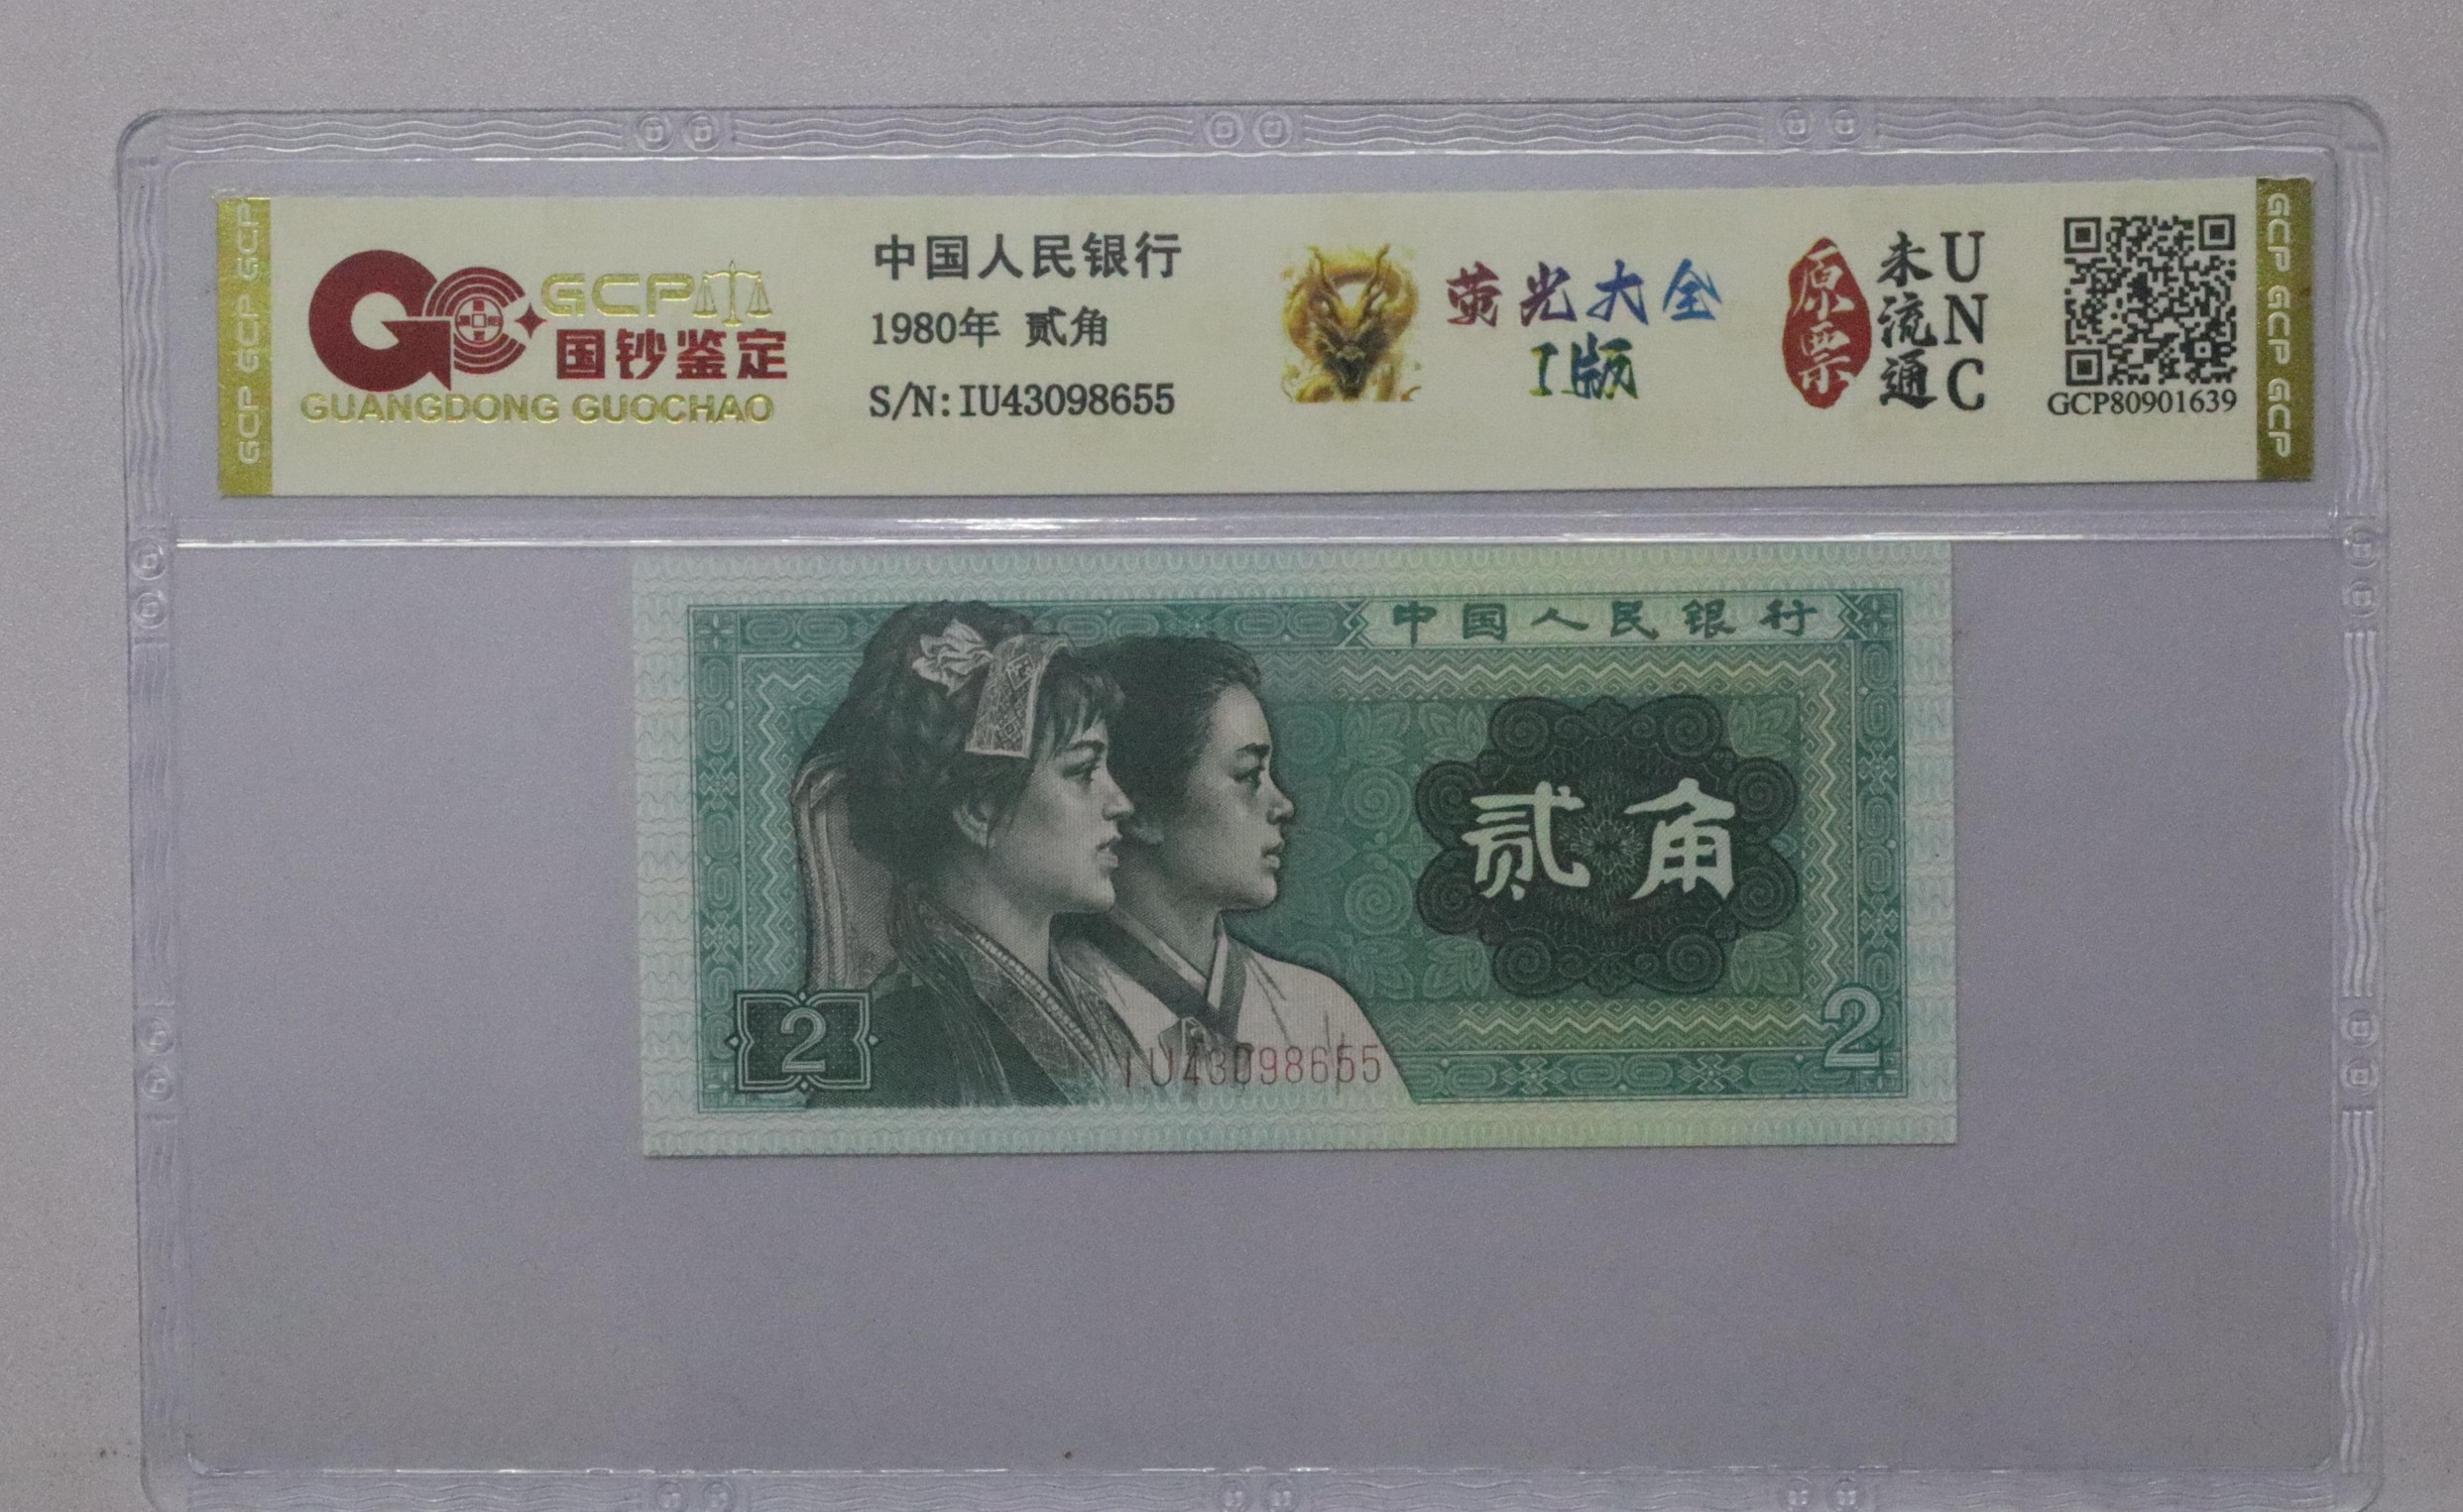 GCP GCP GCP
GCP
国钞鉴定
GUANGDONG GUOCHAO
中国人民银行
1980年 贰角
S/N:IU43098655
荧光大全
I版
原票
未流通
UNC
GCP80901639
GCP GCP GCP
中国人民银行
贰角
2
IU43098655
2